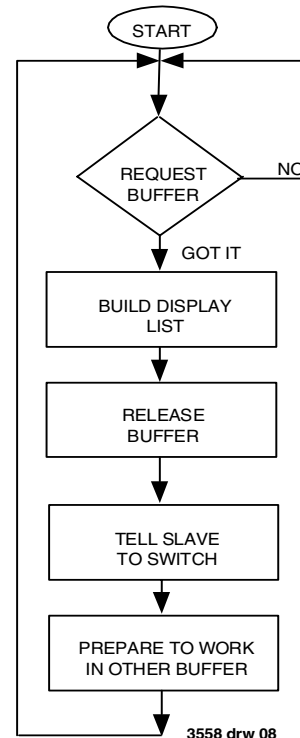 START
REQUEST
BUFFER
NO
GOT IT
BUILD DISPLAY
LIST
RELEASE
BUFFER
TELL SLAVE
TO SWITCH
PREPARE TO WORK
IN OTHER BUFFER
3558 drw 08